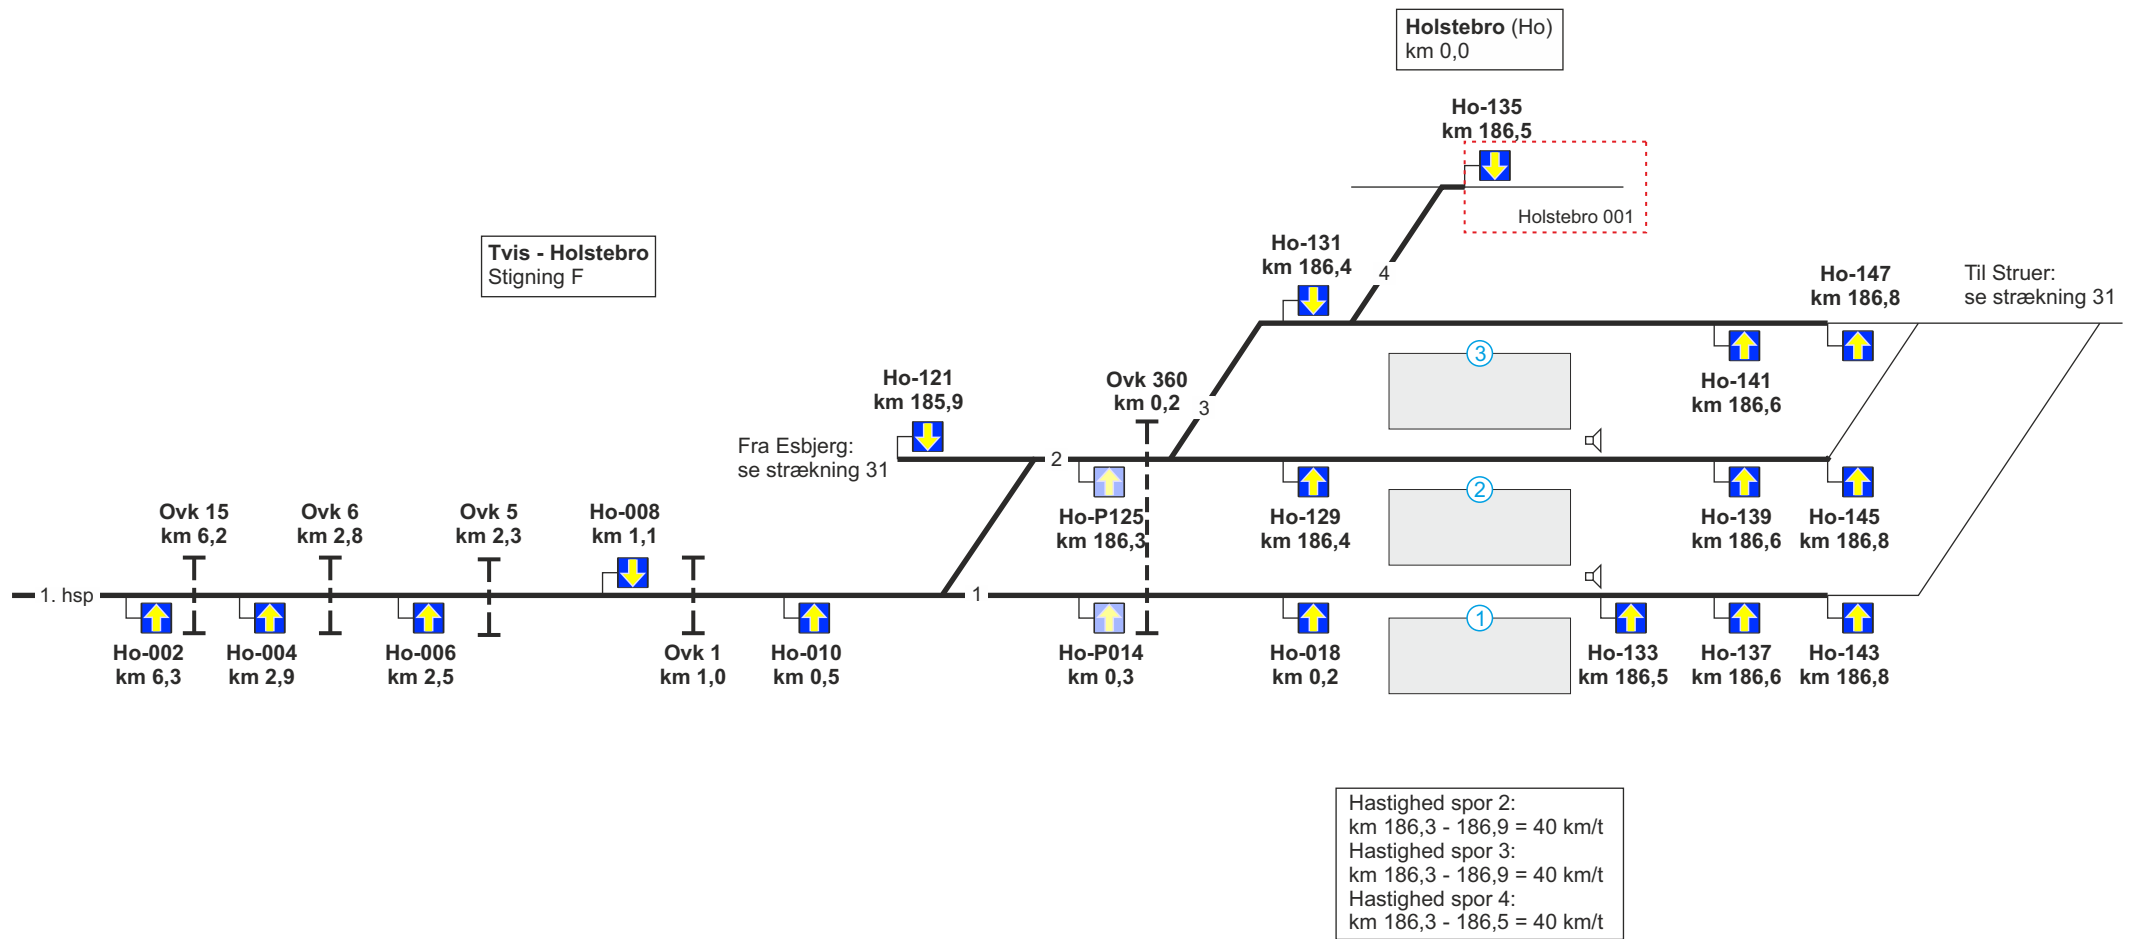 Holstebro (Ho)
km 0,0
Ho-135
km 186,5
Holstebro 001
Tvis - Holstebro
Stigning F
Ho-131
km 186,4
4
Ho-147
km 186,8
Til Struer:
se strækning 31
3
Ho-121
km 185,9
Ovk 360
km 0,2
3
Ho-141
km 186,6
Fra Esbjerg:
se strækning 31
2
2
Ho-P125
km 186,3
Ho-129
km 186,4
Ho-139
km 186,6
Ho-145
km 186,8
Ovk 15
km 6,2
Ovk 6
km 2,8
Ovk 5
km 2,3
Ho-008
km 1,1
1. hsp
1
1
Ho-002
km 6,3
Ho-004
km 2,9
Ho-006
km 2,5
Ovk 1
km 1,0
Ho-010
km 0,5
Ho-P014
km 0,3
Ho-018
km 0,2
Ho-133
km 186,5
Ho-137
km 186,6
Ho-143
km 186,8
Hastighed spor 2:
km 186,3 - 186,9 = 40 km/t
Hastighed spor 3:
km 186,3 - 186,9 = 40 km/t
Hastighed spor 4:
km 186,3 - 186,5 = 40 km/t